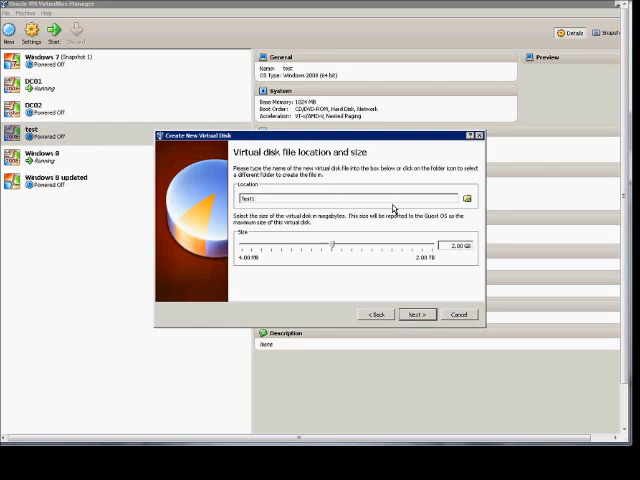 Oracle VM VirtualBox Manager
File Machine Help
New Settings Start Discard
Details
Snapsh
Windows 7 (Snapshot 1)
Powered Off
DC01
Running
DC02
Powered Off
test
Powered Off
Windows 8
Running
Windows 8 updated
Powered Off
General
Name: test
OS Type: Windows 2008 (64 bit)
System
Base Memory: 1024 MB
Boot Order: CD/DVD-ROM, Hard Disk, Network
Acceleration: VT-x/AMD-V, Nested Paging
Preview
Create New Virtual Disk
Virtual disk file location and size
Please type the name of the new virtual disk file into the box below or click on the folder icon to select
a different folder to create the file in.
Location
Test1
Select the size of the virtual disk in megabytes. This size will be reported to the Guest OS as the
maximum size of this virtual disk.
Size
2.00 GB
4.00 MB
2.00 TB
< Back
Next >
Cancel
Description
None